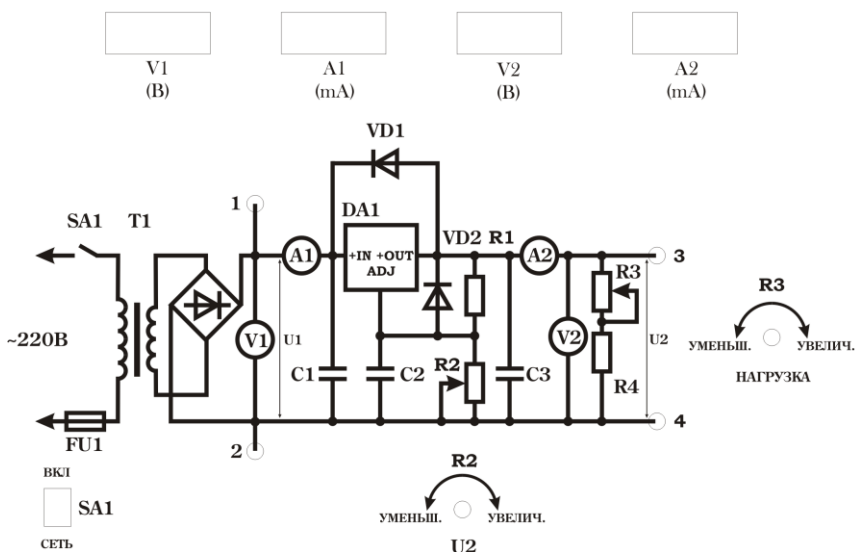 V1 A1 V2 A2
(В) (mA) (В) (mA)
VD1
1
SA1 T1 DA1 VD2 R1
A1 +IN +OUT A2 3
ADJ R3 R3
~220В V1 U1 V2 U2 УМЕНЬШ. УВЕЛИЧ.
C1 C2 R2 C3 R4 НАГРУЗКА
FU1 4
2
ВКЛ R2
SA1 УМЕНЬШ. УВЕЛИЧ.
СЕТЬ U2